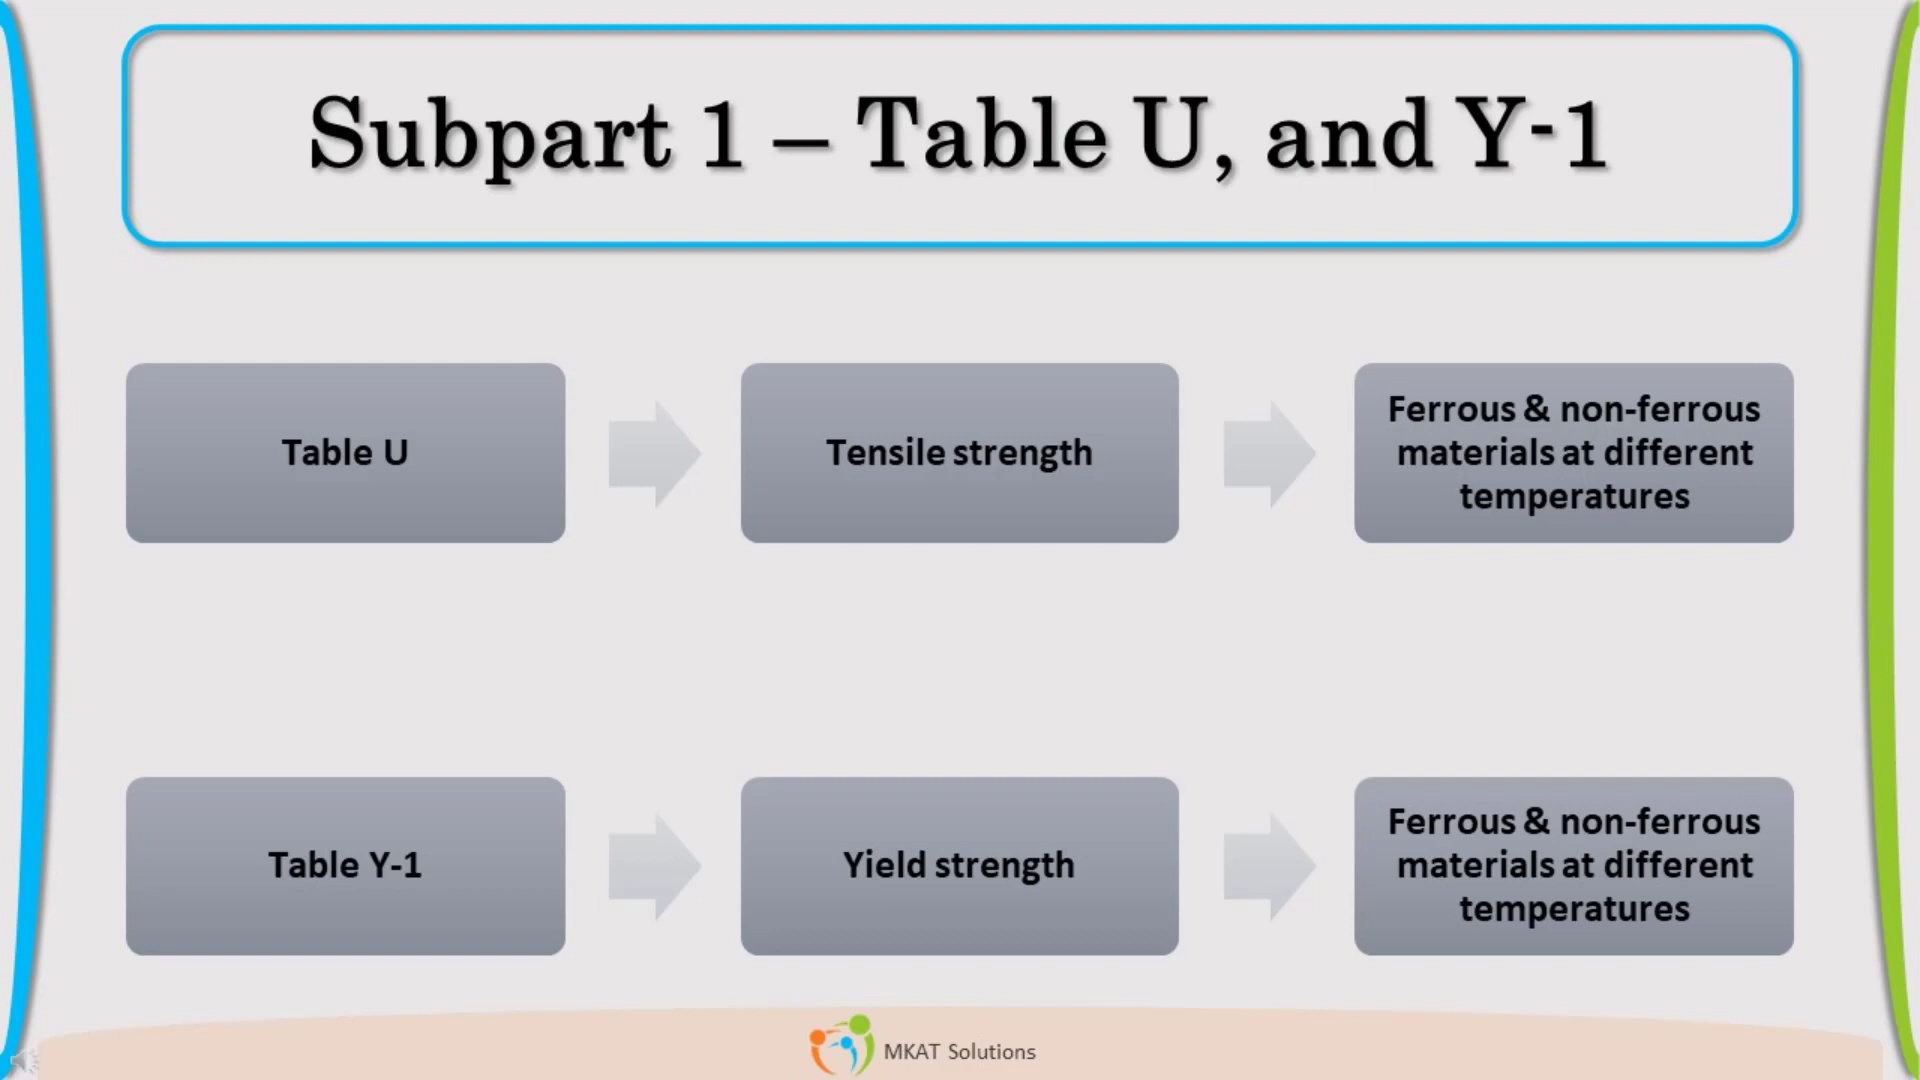 Subpart 1 – Table U, and Y-1
Table U
Tensile strength
Ferrous & non-ferrous
materials at different
temperatures
Table Y-1
Yield strength
Ferrous & non-ferrous
materials at different
temperatures
MKAT Solutions